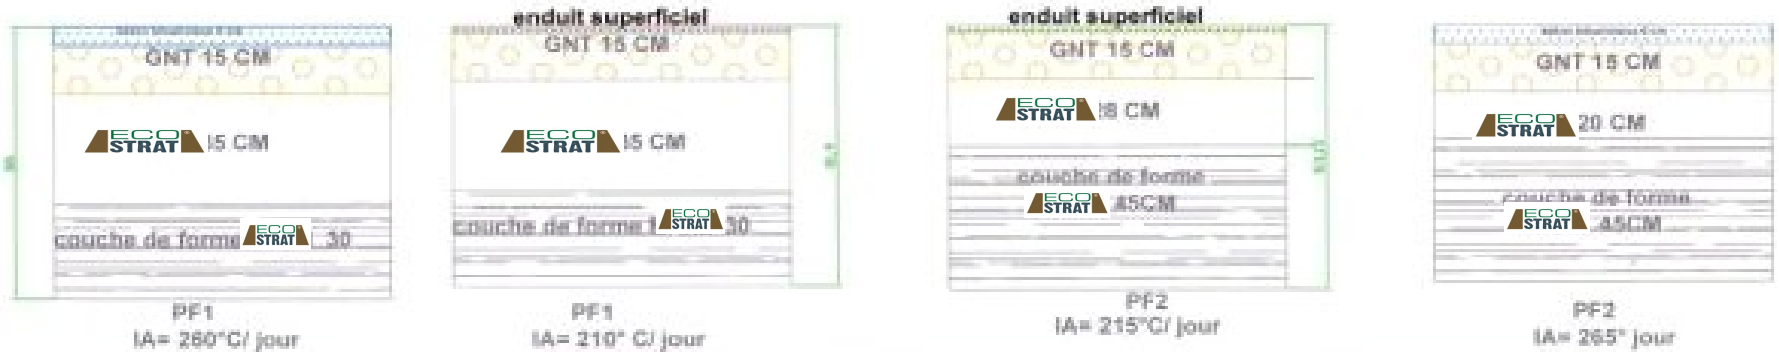 GNT 15 CM
ECO
STRAT
15 CM
couche de forme
ECO
STRAT
30
PF1
IA= 260°C/ jour
enduit superficiel
GNT 15 CM
ECO
STRAT
couche de forme
ECO
STRAT
30
PF1
IA= 210° C/ jour
enduit superficiel
GNT 15 CM
ECO
STRAT
CM
couche de forme
ECO
STRAT
45CM
PF2
IA= 215°C/ jour
GNT 15 CM
ECO
STRAT
20 CM
couche de forme
ECO
STRAT
45CM
PF2
IA= 265° jour